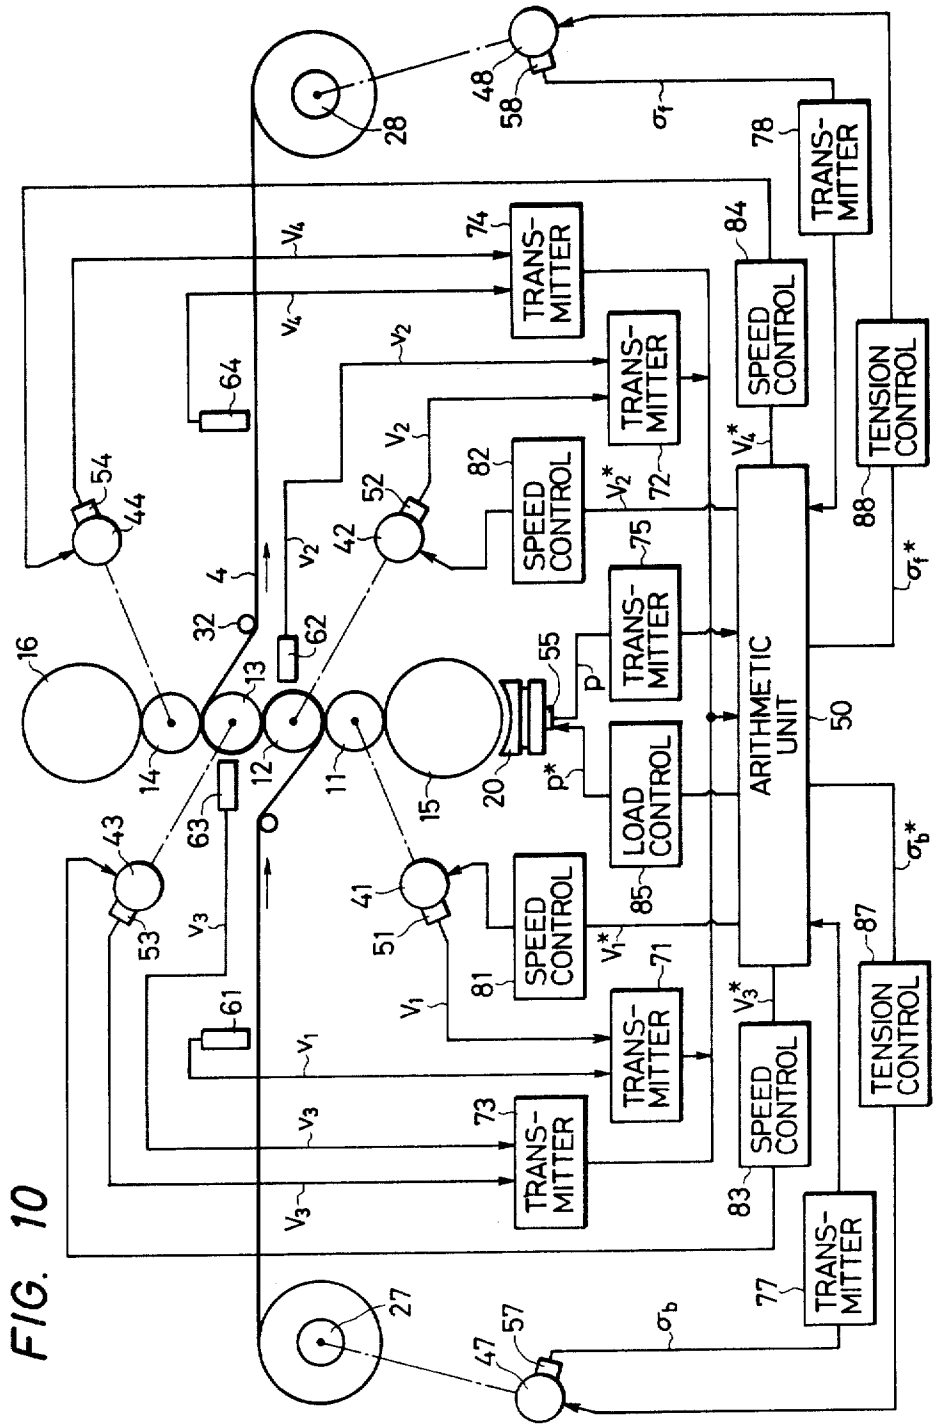 FIG. 10
16
14
13
12
11
15
20
32
4
63
62
64
61
43
53
44
54
42
52
41
51
28
27
48
58
47
57
55
V4
v4
V2
v2
v2
V3
v3
v3
V1
v1
σf
σb
p
p*
74
TRANS-
MITTER
72
TRANS-
MITTER
78
TRANS-
MITTER
75
TRANS-
MITTER
71
TRANS-
MITTER
73
TRANS-
MITTER
77
TRANS-
MITTER
82
SPEED
CONTROL
84
SPEED
CONTROL
81
SPEED
CONTROL
83
SPEED
CONTROL
85
LOAD
CONTROL
88
TENSION
CONTROL
87
TENSION
CONTROL
ARITHMETIC
UNIT
50
V1*
V2*
V3*
V4*
σf*
σb*